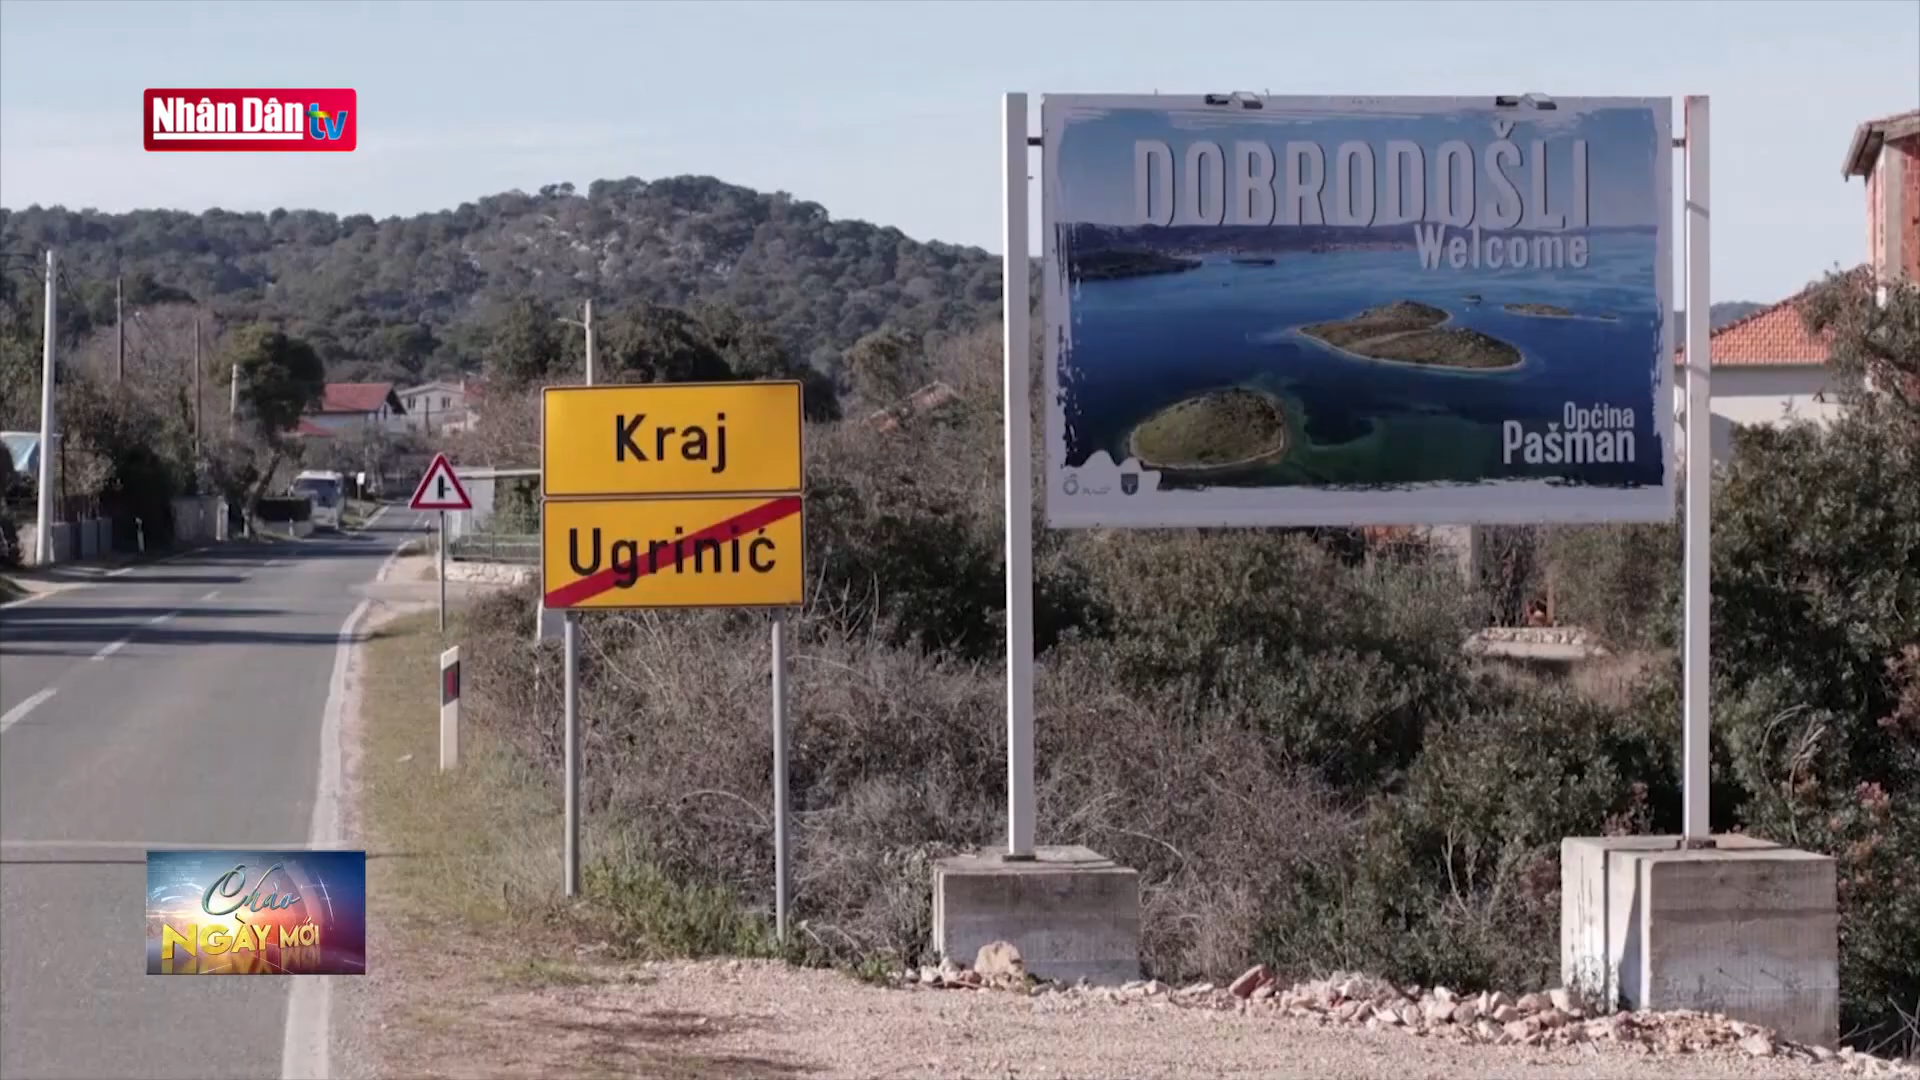 Nhân Dân tv
DOBRODOŠLI
Welcome
Općina
Pašman
Kraj
Ugrinić
Chào
NGÀY MỚI